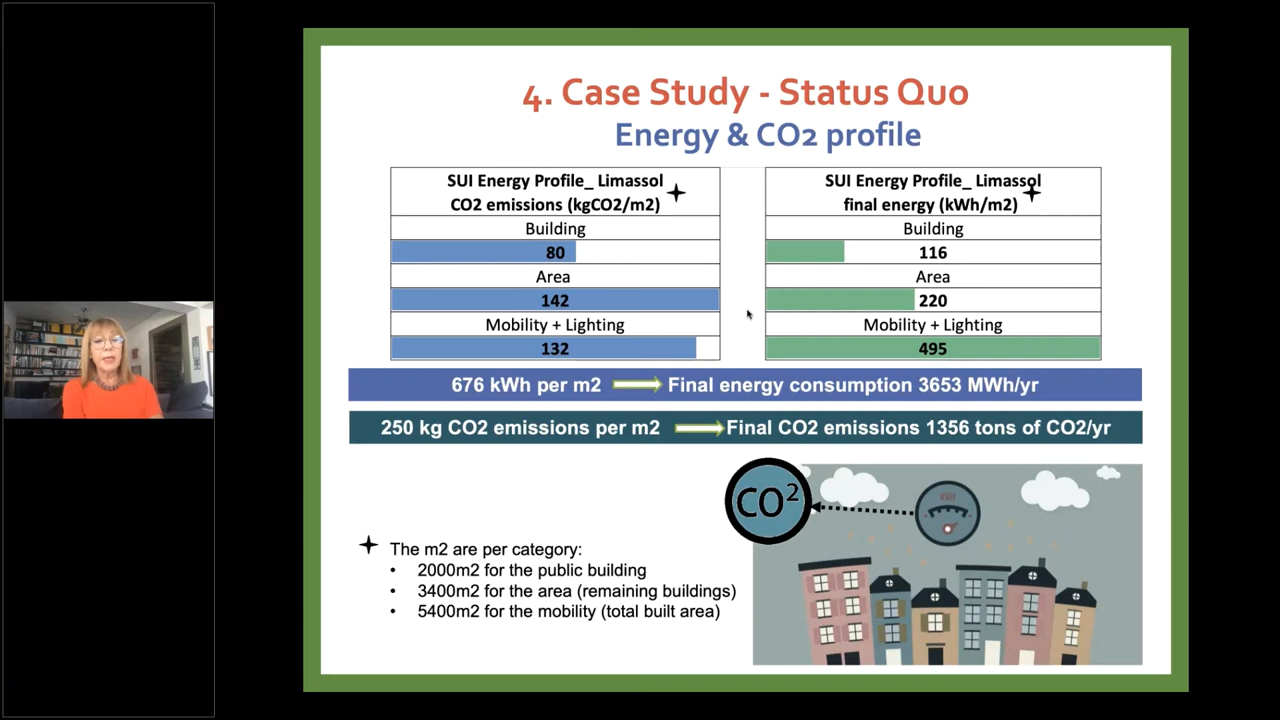 4. Case Study - Status Quo
Energy & CO2 profile
SUI Energy Profile_ Limassol
CO2 emissions (kgCO2/m2)
Building
80
Area
142
Mobility + Lighting
132
SUI Energy Profile_ Limassol
final energy (kWh/m2)
Building
116
Area
220
Mobility + Lighting
495
676 kWh per m2 Final energy consumption 3653 MWh/yr
250 kg CO2 emissions per m2 Final CO2 emissions 1356 tons of CO2/yr
CO²
KWH
The m2 are per category:
• 2000m2 for the public building
• 3400m2 for the area (remaining buildings)
• 5400m2 for the mobility (total built area)